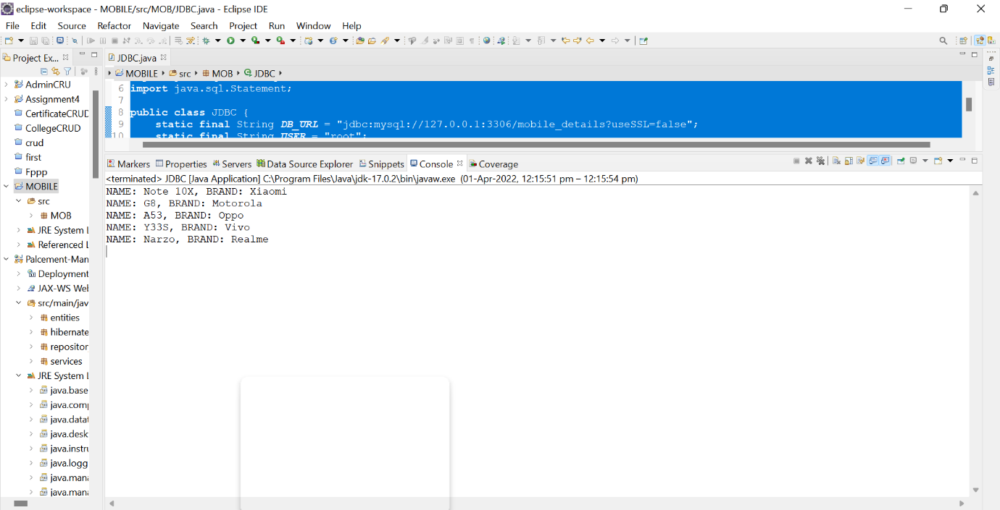 eclipse-workspace - MOBILE/src/MOB/JDBC.java - Eclipse IDE
File Edit Source Refactor Navigate Search Project Run Window Help
Project Ex...
AdminCRU
Assignment4
CertificateCRUD
CollegeCRUD
crud
first
Fppp
MOBILE
src
MOB
JRE System L
Referenced L
Palcement-Man
Deployment
JAX-WS Web
src/main/jav
entities
hibernate
repositor
services
JRE System L
java.base
java.comp
java.datat
java.desk
java.instru
java.logg
java.mana
java.mana
JDBC.java
MOBILE src MOB JDBC
6 import java.sql.Statement;
7
8 public class JDBC {
9 static final String DB_URL = "jdbc:mysql://127.0.0.1:3306/mobile_details?useSSL=false";
10 static final String USER = "root";
Markers Properties Servers Data Source Explorer Snippets Console Coverage
<terminated> JDBC [Java Application] C:\Program Files\Java\jdk-17.0.2\bin\javaw.exe (01-Apr-2022, 12:15:51 pm – 12:15:54 pm)
NAME: Note 10X, BRAND: Xiaomi
NAME: G8, BRAND: Motorola
NAME: A53, BRAND: Oppo
NAME: Y33S, BRAND: Vivo
NAME: Narzo, BRAND: Realme